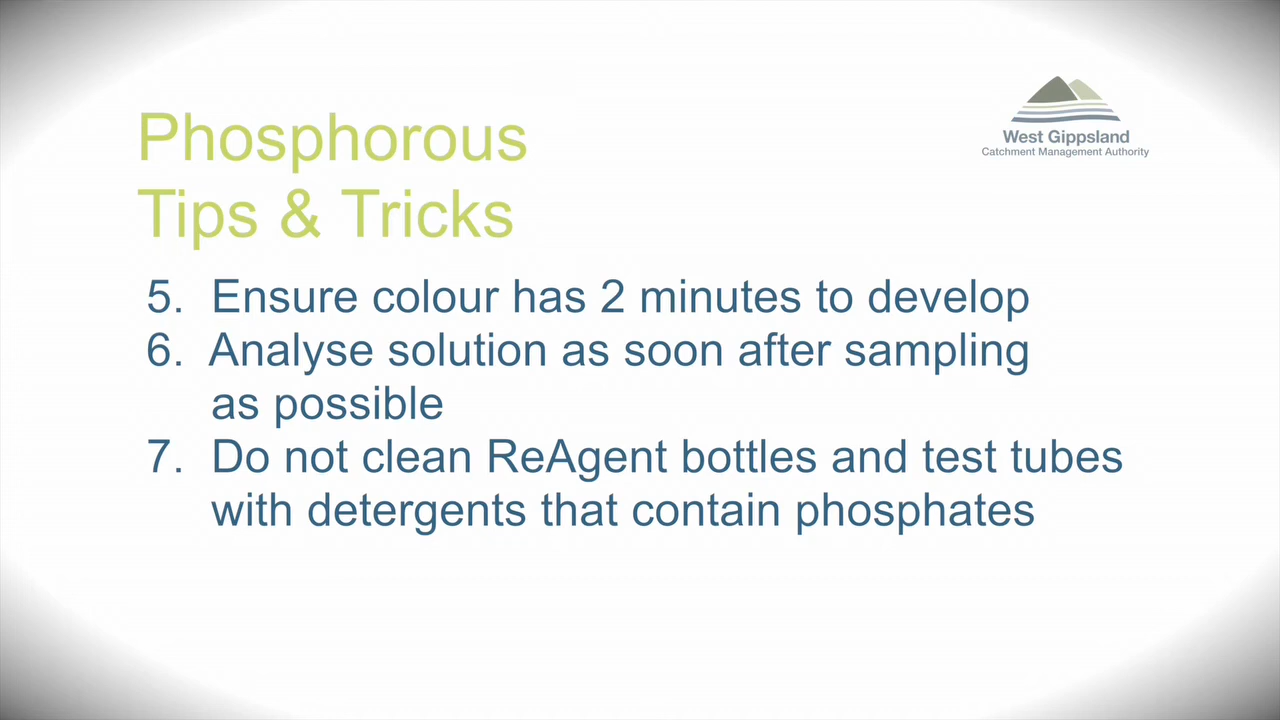 Phosphorous
Tips & Tricks
West Gippsland
Catchment Management Authority
5. Ensure colour has 2 minutes to develop
6. Analyse solution as soon after sampling
as possible
7. Do not clean ReAgent bottles and test tubes
with detergents that contain phosphates